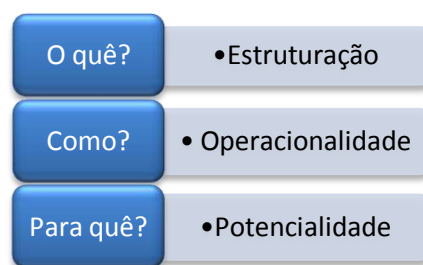 O quê?
•Estruturação
Como?
• Operacionalidade
Para quê?
•Potencialidade